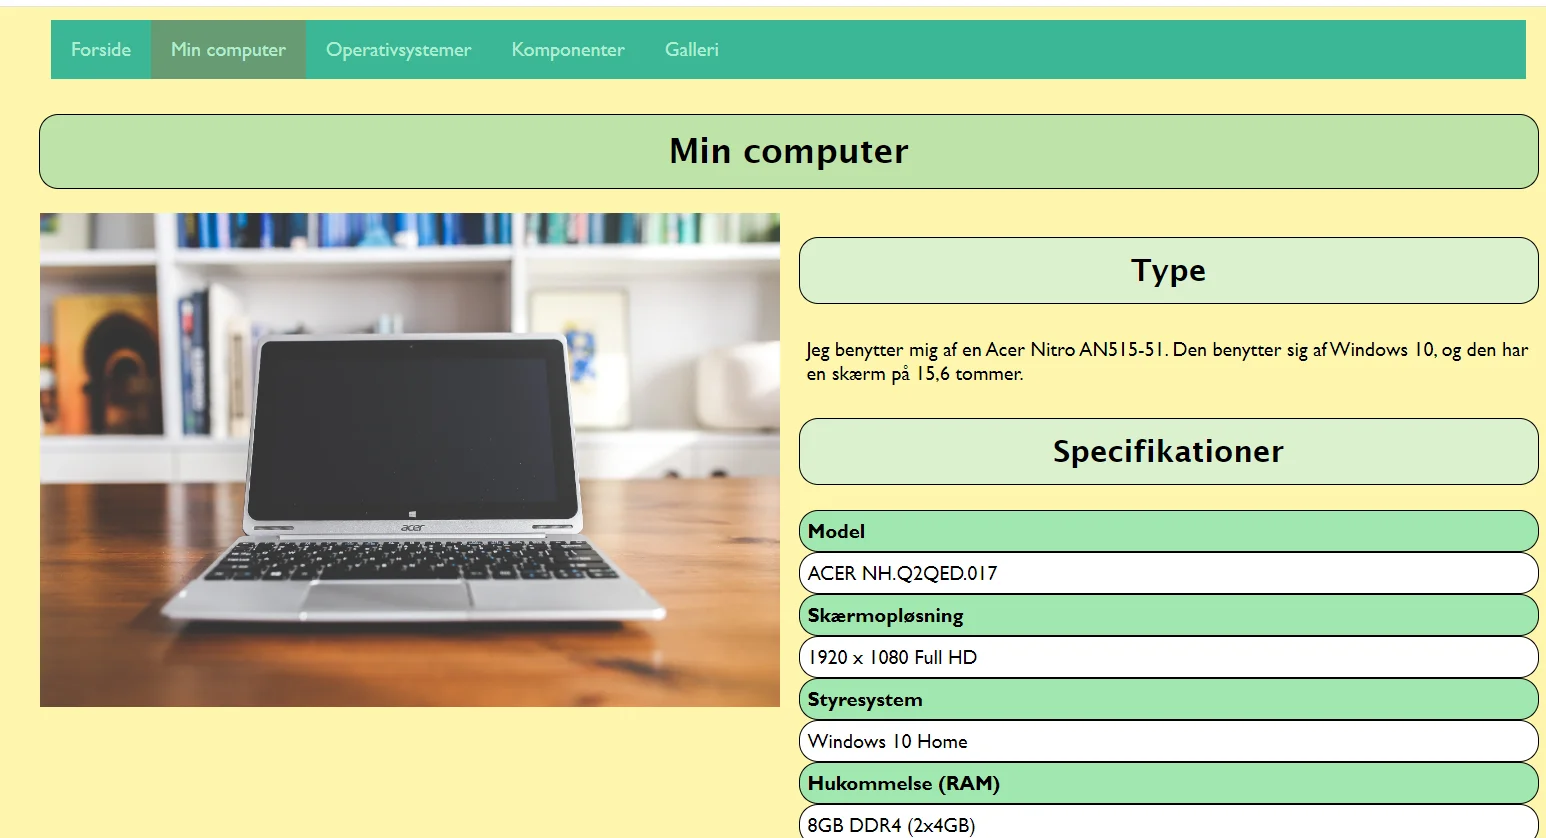 Forside Min computer Operativsystemer Komponenter Galleri
Min computer
acer
Type
Jeg benytter mig af en Acer Nitro AN515-51. Den benytter sig af Windows 10, og den har
en skærm på 15,6 tommer.
Specifikationer
Model
ACER NH.Q2QED.017
Skærmopløsning
1920 x 1080 Full HD
Styresystem
Windows 10 Home
Hukommelse (RAM)
8GB DDR4 (2x4GB)